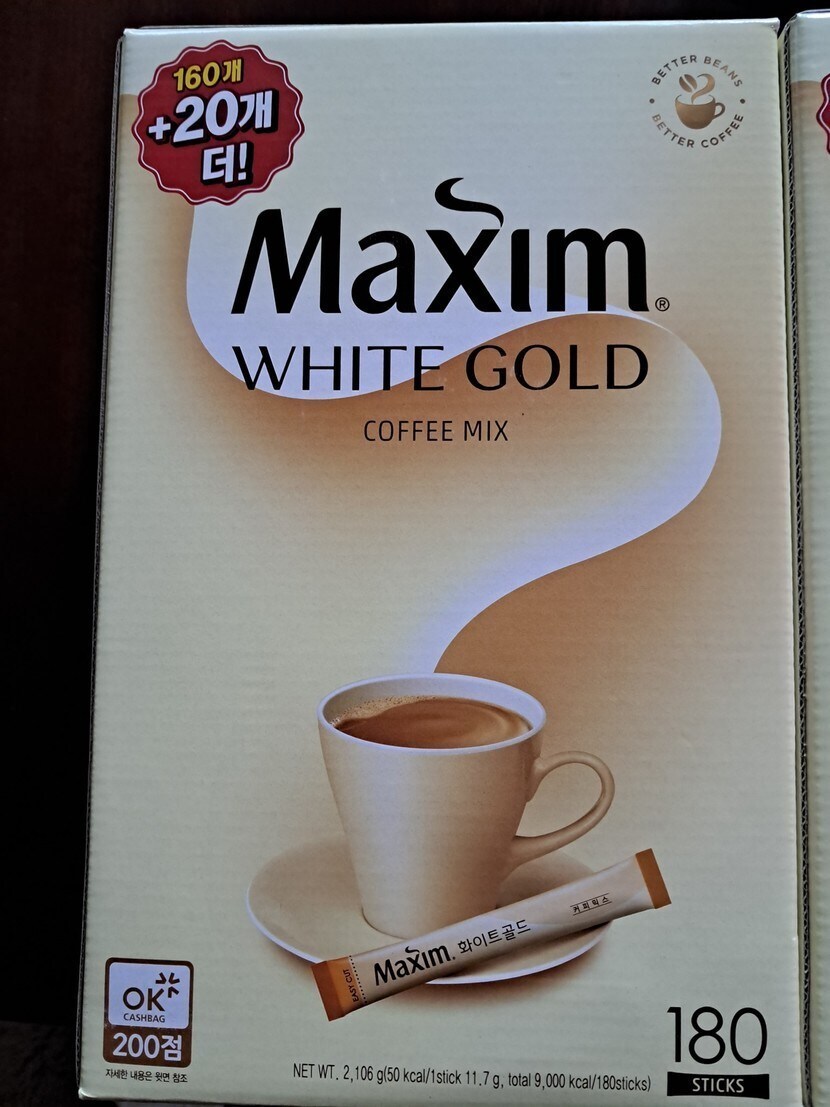 160개
+20개
더!
BETTER BEANS
BETTER COFFEE
Maxim®
WHITE GOLD
COFFEE MIX
EASY CUT
Maxim. 화이트골드
커피믹스
OK
CASHBAG
200점
자세한 내용은 윗면 참조
NET WT. 2,106 g(50 kcal/1stick 11.7 g, total 9,000 kcal/180sticks)
180
STICKS